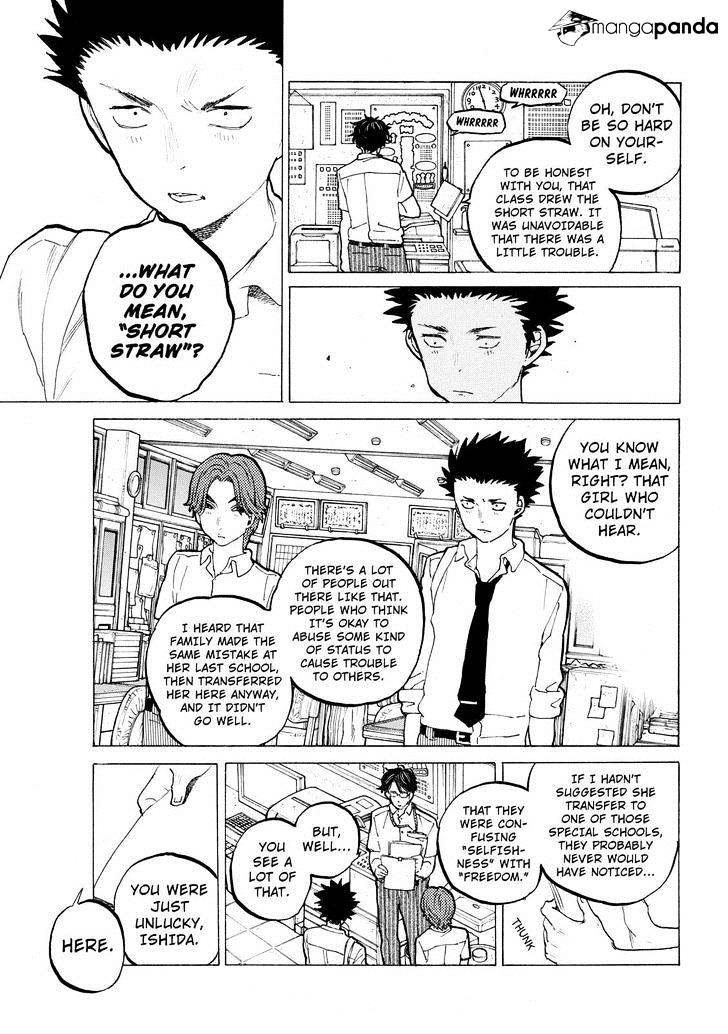 mangapanda
WHRRRRR
WHRRRRR
OH, DON'T
BE SO HARD
ON YOUR-
SELF.
TO BE HONEST
WITH YOU, THAT
CLASS DREW THE
SHORT STRAW. IT
WAS UNAVOIDABLE
THAT THERE WAS A
LITTLE TROUBLE.
...WHAT
DO YOU
MEAN,
"SHORT
STRAW"?
YOU KNOW
WHAT I MEAN,
RIGHT? THAT
GIRL WHO
COULDN'T
HEAR.
THERE'S A LOT
OF PEOPLE OUT
THERE LIKE THAT.
PEOPLE WHO THINK
IT'S OKAY TO
ABUSE SOME KIND
OF STATUS TO
CAUSE TROUBLE
TO OTHERS.
I HEARD THAT
FAMILY MADE THE
SAME MISTAKE AT
HER LAST SCHOOL,
THEN TRANSFERRED
HER HERE ANYWAY,
AND IT DIDN'T
GO WELL.
IF I HADN'T
SUGGESTED SHE
TRANSFER TO
ONE OF THOSE
SPECIAL SCHOOLS,
THEY PROBABLY
NEVER WOULD
HAVE NOTICED...
THUNK
THAT THEY
WERE CON-
FUSING
"SELFISH-
NESS" WITH
"FREEDOM."
BUT,
WELL...
YOU SEE
A LOT
OF THAT.
YOU WERE
JUST
UNLUCKY,
ISHIDA.
HERE.